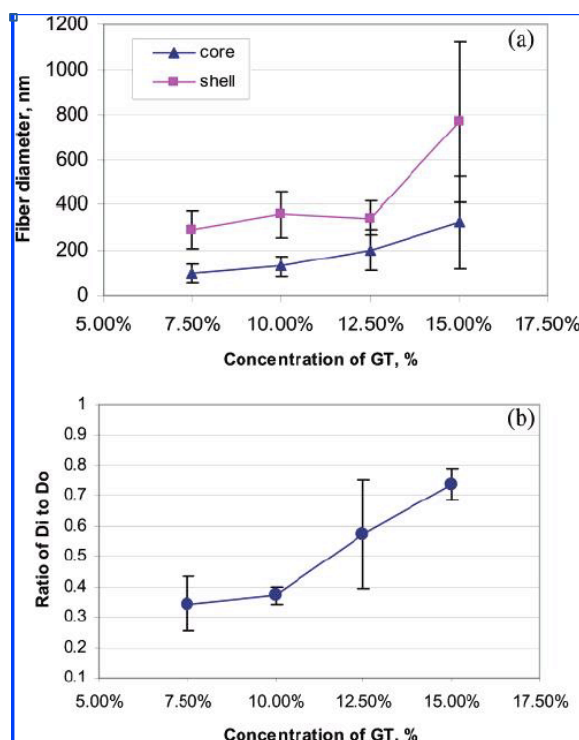 1200
(a)
core
1000
shell
800
600
400
200
0
Fiber diameter, nm
5.00% 7.50% 10.00% 12.50% 15.00% 17.50%
Concentration of GT, %
1
(b)
0.9
0.8
0.7
0.6
0.5
0.4
0.3
0.2
0.1
Ratio of Di to Do
5.00% 7.50% 10.00% 12.50% 15.00% 17.50%
Concentration of GT, %